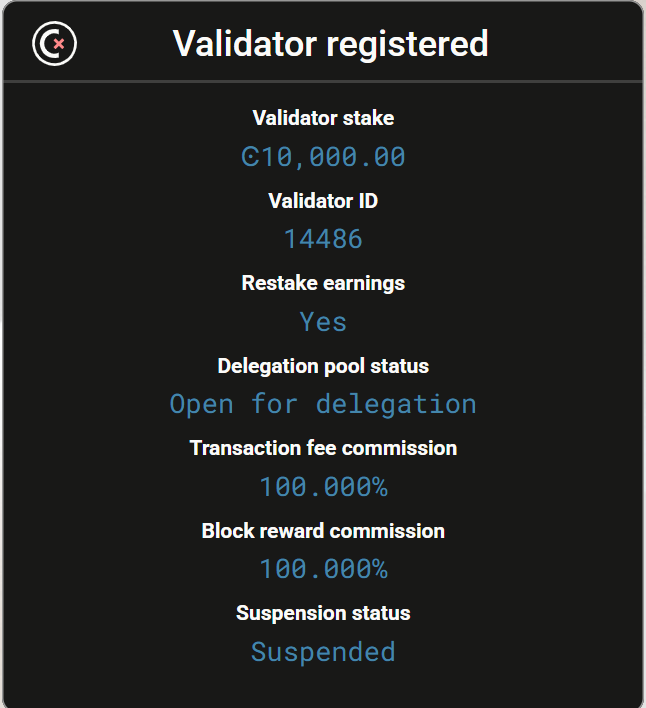 Validator registered
Validator stake
Ͼ10,000.00
Validator ID
14486
Restake earnings
Yes
Delegation pool status
Open for delegation
Transaction fee commission
100.000%
Block reward commission
100.000%
Suspension status
Suspended